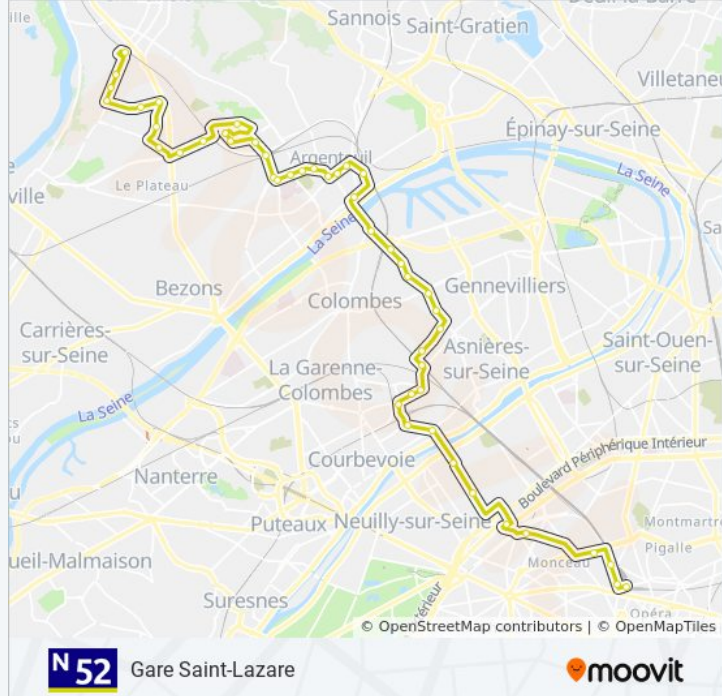 ille
Sannois
Saint-Gratien
Villetaneu
Épinay-sur-Seine
La Seine
Argenteuil
Le Plateau
ville
La Seine
Sa
Bezons
Gennevilliers
Colombes
Carrières-
sur-Seine
Asnières-
sur-Seine
Saint-Ouen-
sur-Seine
La Garenne-
Colombes
La Seine
Boulevard Périphérique Intérieur
Courbevoie
Nanterre
Puteaux
Neuilly-sur-Seine
Montmartre
Pigalle
Monceau
ueil-Malmaison
Suresnes
érieur
Opéra
© OpenStreetMap contributors | © OpenMapTiles
N 52
Gare Saint-Lazare
moovit